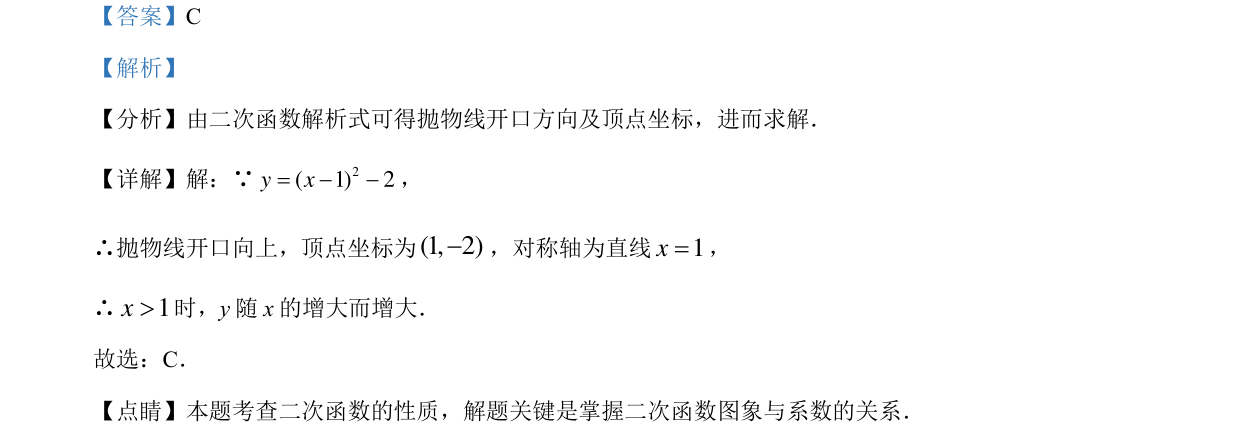 【答案】C
【解析】
【分析】由二次函数解析式可得抛物线开口方向及顶点坐标，进而求解．
【详解】解：∵ y＝(x－1)²－2，
∴抛物线开口向上，顶点坐标为(1,－2)，对称轴为直线 x＝1，
∴ x＞1时，y 随 x 的增大而增大．
故选：C．
【点睛】本题考查二次函数的性质，解题关键是掌握二次函数图象与系数的关系．